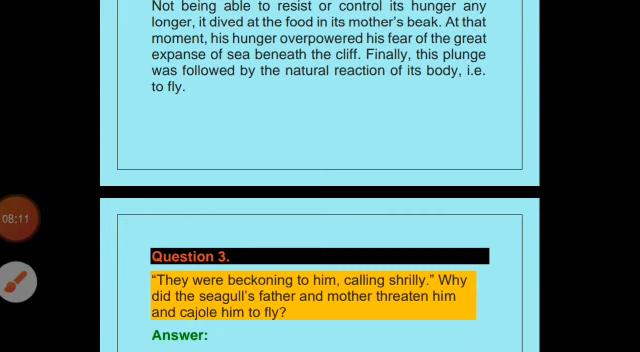 Not being able to resist or control its hunger any
longer, it dived at the food in its mother's beak. At that
moment, his hunger overpowered his fear of the great
expanse of sea beneath the cliff. Finally, this plunge
was followed by the natural reaction of its body, i.e.
to fly.
08:11
Question 3.
“They were beckoning to him, calling shrilly.” Why
did the seagull's father and mother threaten him
and cajole him to fly?
Answer: